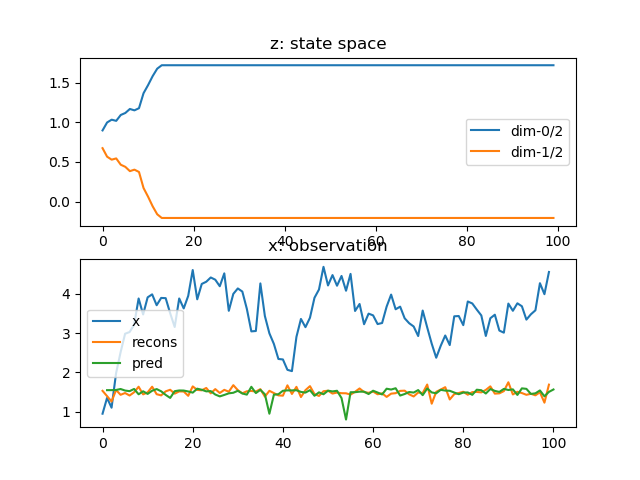 z: state space
1.5
1.0
0.5
0.0
dim-0/2
dim-1/2
0 20 40 60 80 100
x: observation
4
3
2
1
x
recons
pred
0 20 40 60 80 100